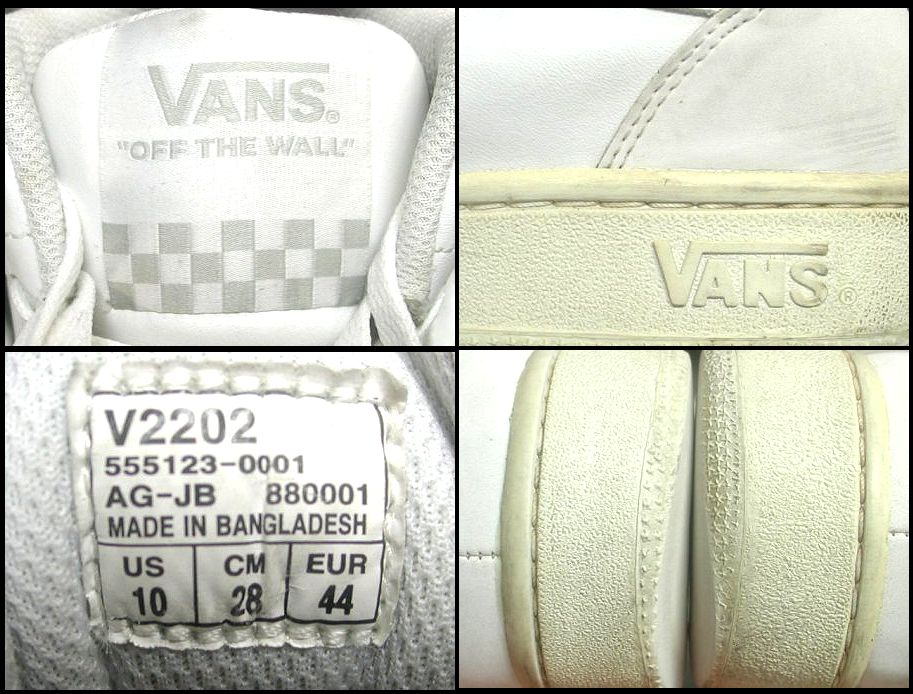 VANS®
"OFF THE WALL"
VANS®
V2202
555123-0001
AG-JB 880001
MADE IN BANGLADESH
US CM EUR
10 28 44